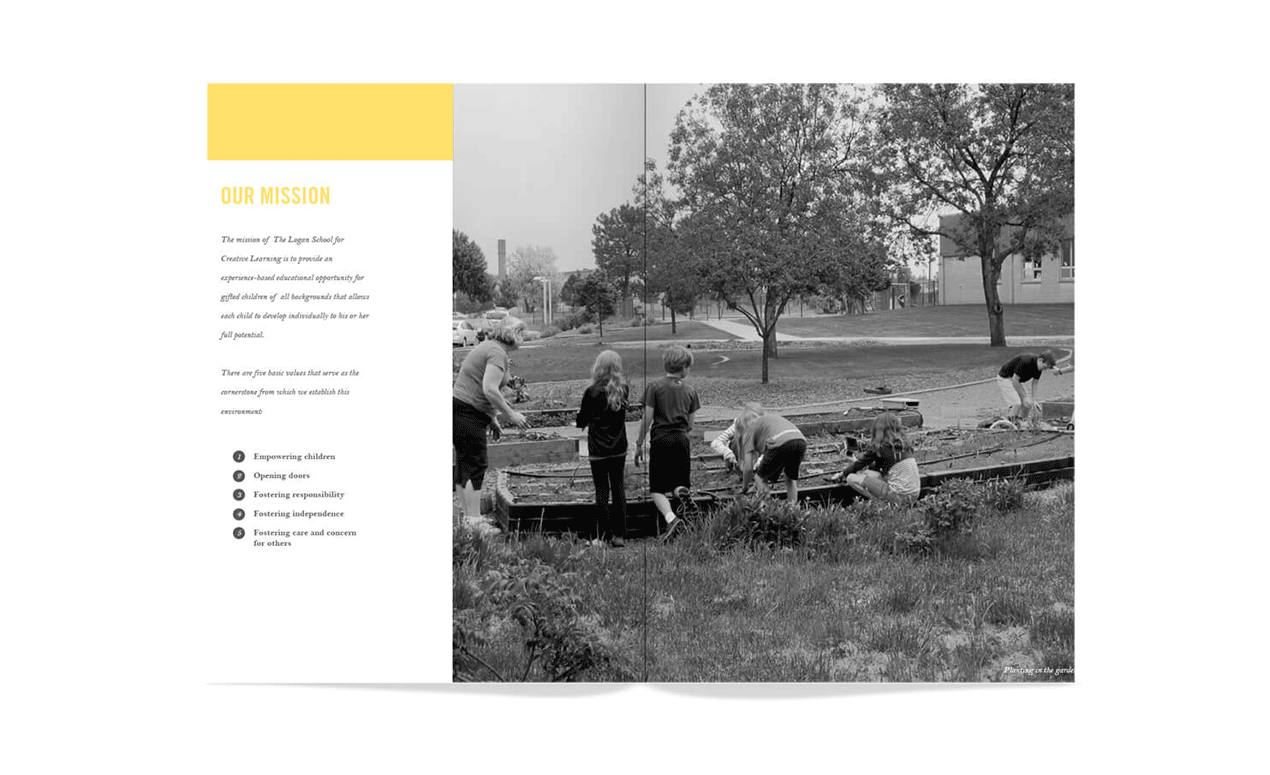 OUR MISSION
The mission of The Logan School for
Creative Learning is to provide an
experience-based educational opportunity for
gifted children of all backgrounds that allows
each child to develop individually to his or her
full potential.
There are five basic values that serve as the
cornerstone from which we establish this
environment:
1 Empowering children
2 Opening doors
3 Fostering responsibility
4 Fostering independence
5 Fostering care and concern
for others
Planting in the garde